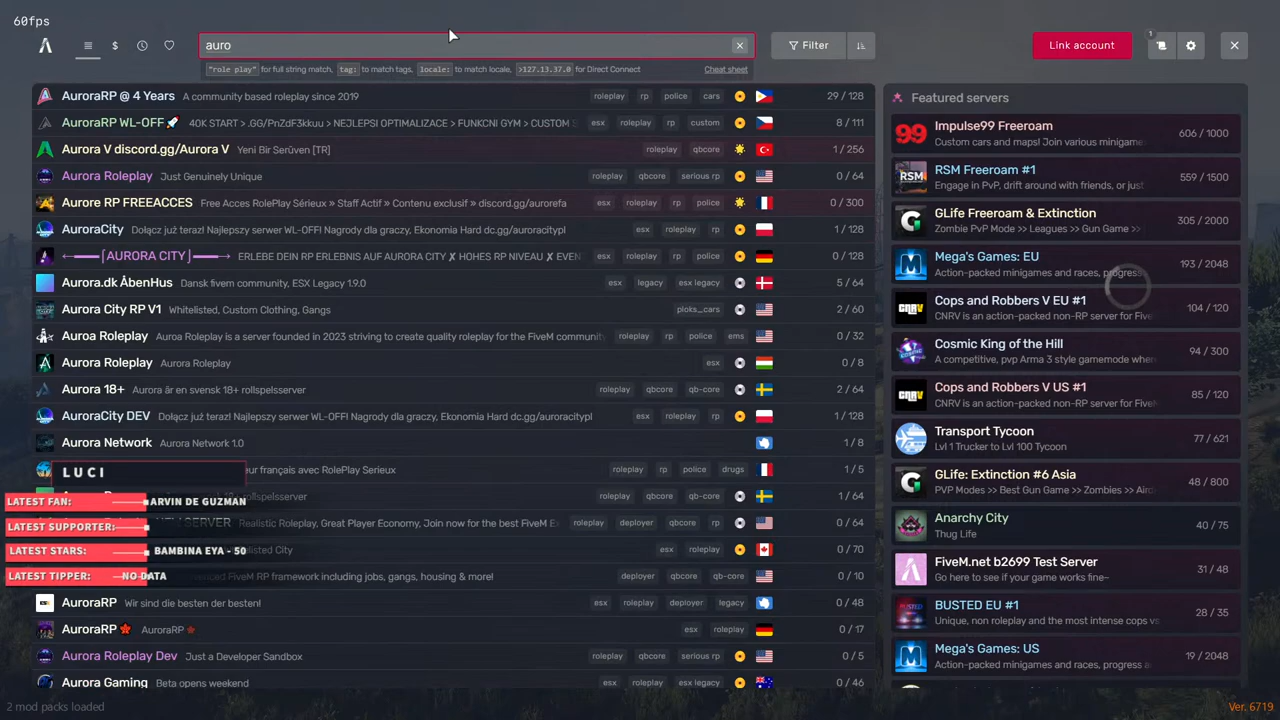 60fps
auro
Filter
Link account
1
"role play" for full string match, tag: to match tags, locale: to match locale, >127.13.37.0 for Direct Connect
Cheat sheet
AuroraRP @ 4 Years A community based roleplay since 2019 roleplay rp police cars 29 / 128
AuroraRP WL-OFF🚀 40K START > .GG/PnZdF3kkuu > NEJLEPSI OPTIMALIZACE > FUNKCNI GYM > CUSTOM S esx roleplay rp custom 8 / 111
Aurora V discord.gg/Aurora V Yeni Bir Serüven [TR] roleplay qbcore 1 / 256
Aurora Roleplay Just Genuinely Unique roleplay qbcore serious rp 0 / 64
Aurore RP FREEACCES Free Acces RolePlay Sérieux » Staff Actif » Contenu exclusif » discord.gg/aurorefa esx roleplay rp police 0 / 300
AuroraCity Dołącz już teraz! Najlepszy serwer WL-OFF! Nagrody dla graczy, Ekonomia Hard dc.gg/auroracitypl esx roleplay rp 1 / 128
[AURORA CITY] ERLEBE DEIN RP ERLEBNIS AUF AURORA CITY ✘ HOHES RP NIVEAU ✘ EVEN esx roleplay rp police 0 / 128
Aurora.dk ÅbenHus Dansk/dansk community, ESX Legacy 1.9.0 esx legacy esx legacy 5 / 64
Aurora City RP V1 Whitelisted, Custom Clothing, Gangs ploks_cars 2 / 60
Auroa Roleplay Auroa Roleplay is a server founded in 2023 striving to create quality roleplay for the FiveM communit roleplay rp police ems 0 / 32
Aurora Roleplay Aurora Roleplay esx 0 / 8
Aurora 18+ Aurora är en svensk 18+ rollspelsserver roleplay qbcore qb-core 2 / 64
AuroraCity DEV Dołącz już teraz! Najlepszy serwer WL-OFF! Nagrody dla graczy, Ekonomia Hard dc.gg/auroracitypl esx roleplay rp 1 / 128
Aurora Network Aurora Network 1.0 1 / 8
eur français avec RolePlay Serieux roleplay rp police drugs 1 / 5
rollspelsserver roleplay qbcore qb-core 1 / 64
SERVER Realistic Roleplay, Great Player Economy, Join now for the best FiveM E roleplay deployer qbcore rp 0 / 64
listed City esx roleplay 0 / 70
FiveM RP framework including jobs, gangs, housing & more! deployer qbcore qb-core 0 / 10
AuroraRP Wir sind die besten der besten! esx roleplay deployer legacy 0 / 48
AuroraRP AuroraRP esx roleplay 0 / 17
Aurora Roleplay Dev Just a Developer Sandbox roleplay qbcore serious rp 0 / 5
Aurora Gaming Beta opens weekend esx roleplay esx legacy 0 / 46
LUCI
LATEST FAN: ARVIN DE GUZMAN
LATEST SUPPORTER:
LATEST STARS: BAMBINA EYA - 50
LATEST TIPPER: NO DATA
Featured servers
Impulse99 Freeroam 606 / 1000
Custom cars and maps! Join various minigame
RSM Freeroam #1 559 / 1500
Engage in PvP, drift around with friends, or just
GLife Freeroam & Extinction 305 / 2000
Zombie PvP Mode >> Leagues >> Gun Game >>
Mega's Games: EU 193 / 2048
Action-packed minigames and races, progress
Cops and Robbers V EU #1 104 / 120
CNRV is an action-packed non-RP server for Five
Cosmic King of the Hill 94 / 300
A competitive, pvp Arma 3 style gamemode wher
Cops and Robbers V US #1 85 / 120
CNRV is an action-packed non-RP server for Five
Transport Tycoon 77 / 621
Lvl 1 Trucker to Lvl 100 Tycoon
GLife: Extinction #6 Asia 48 / 800
PVP Modes >> Best Gun Game >> Zombies >> Air
Anarchy City 40 / 75
Thug Life
FiveM.net b2699 Test Server 31 / 48
Go here to see if your game works fine~
BUSTED EU #1 28 / 35
Unique, non roleplay and the most intense cops vs
Mega's Games: US 19 / 2048
Action-packed minigames and races, progress a
2 mod packs loaded
Ver. 6719